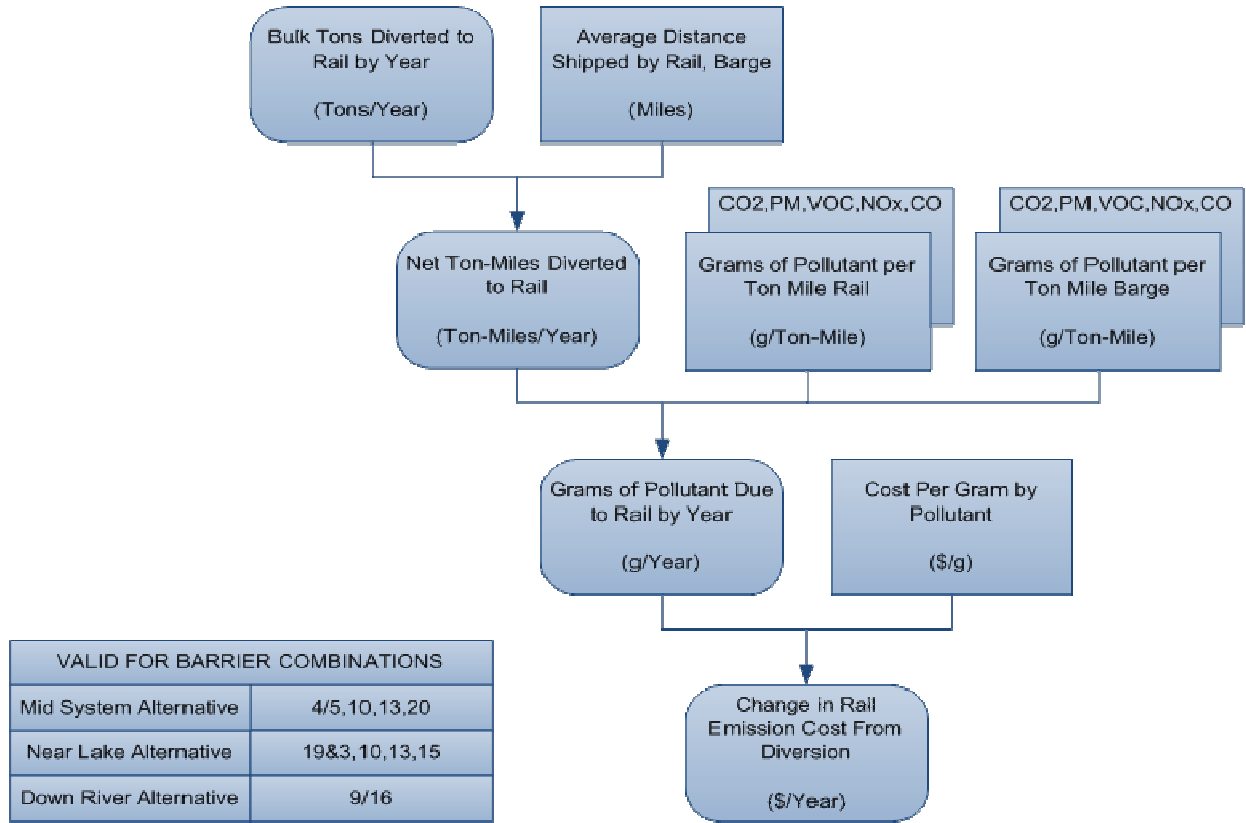 Bulk Tons Diverted to
Rail by Year
(Tons/Year)
Average Distance
Shipped by Rail, Barge
(Miles)
CO2,PM,VOC,NOx,CO
CO2,PM,VOC,NOx,CO
Net Ton-Miles Diverted
to Rail
(Ton-Miles/Year)
Grams of Pollutant per
Ton Mile Rail
(g/Ton-Mile)
Grams of Pollutant per
Ton Mile Barge
(g/Ton-Mile)
Grams of Pollutant Due
to Rail by Year
(g/Year)
Cost Per Gram by
Pollutant
($/g)
VALID FOR BARRIER COMBINATIONS
Mid System Alternative 4/5,10,13,20
Near Lake Alternative 19&3,10,13,15
Down River Alternative 9/16
Change in Rail
Emission Cost From
Diversion
($/Year)